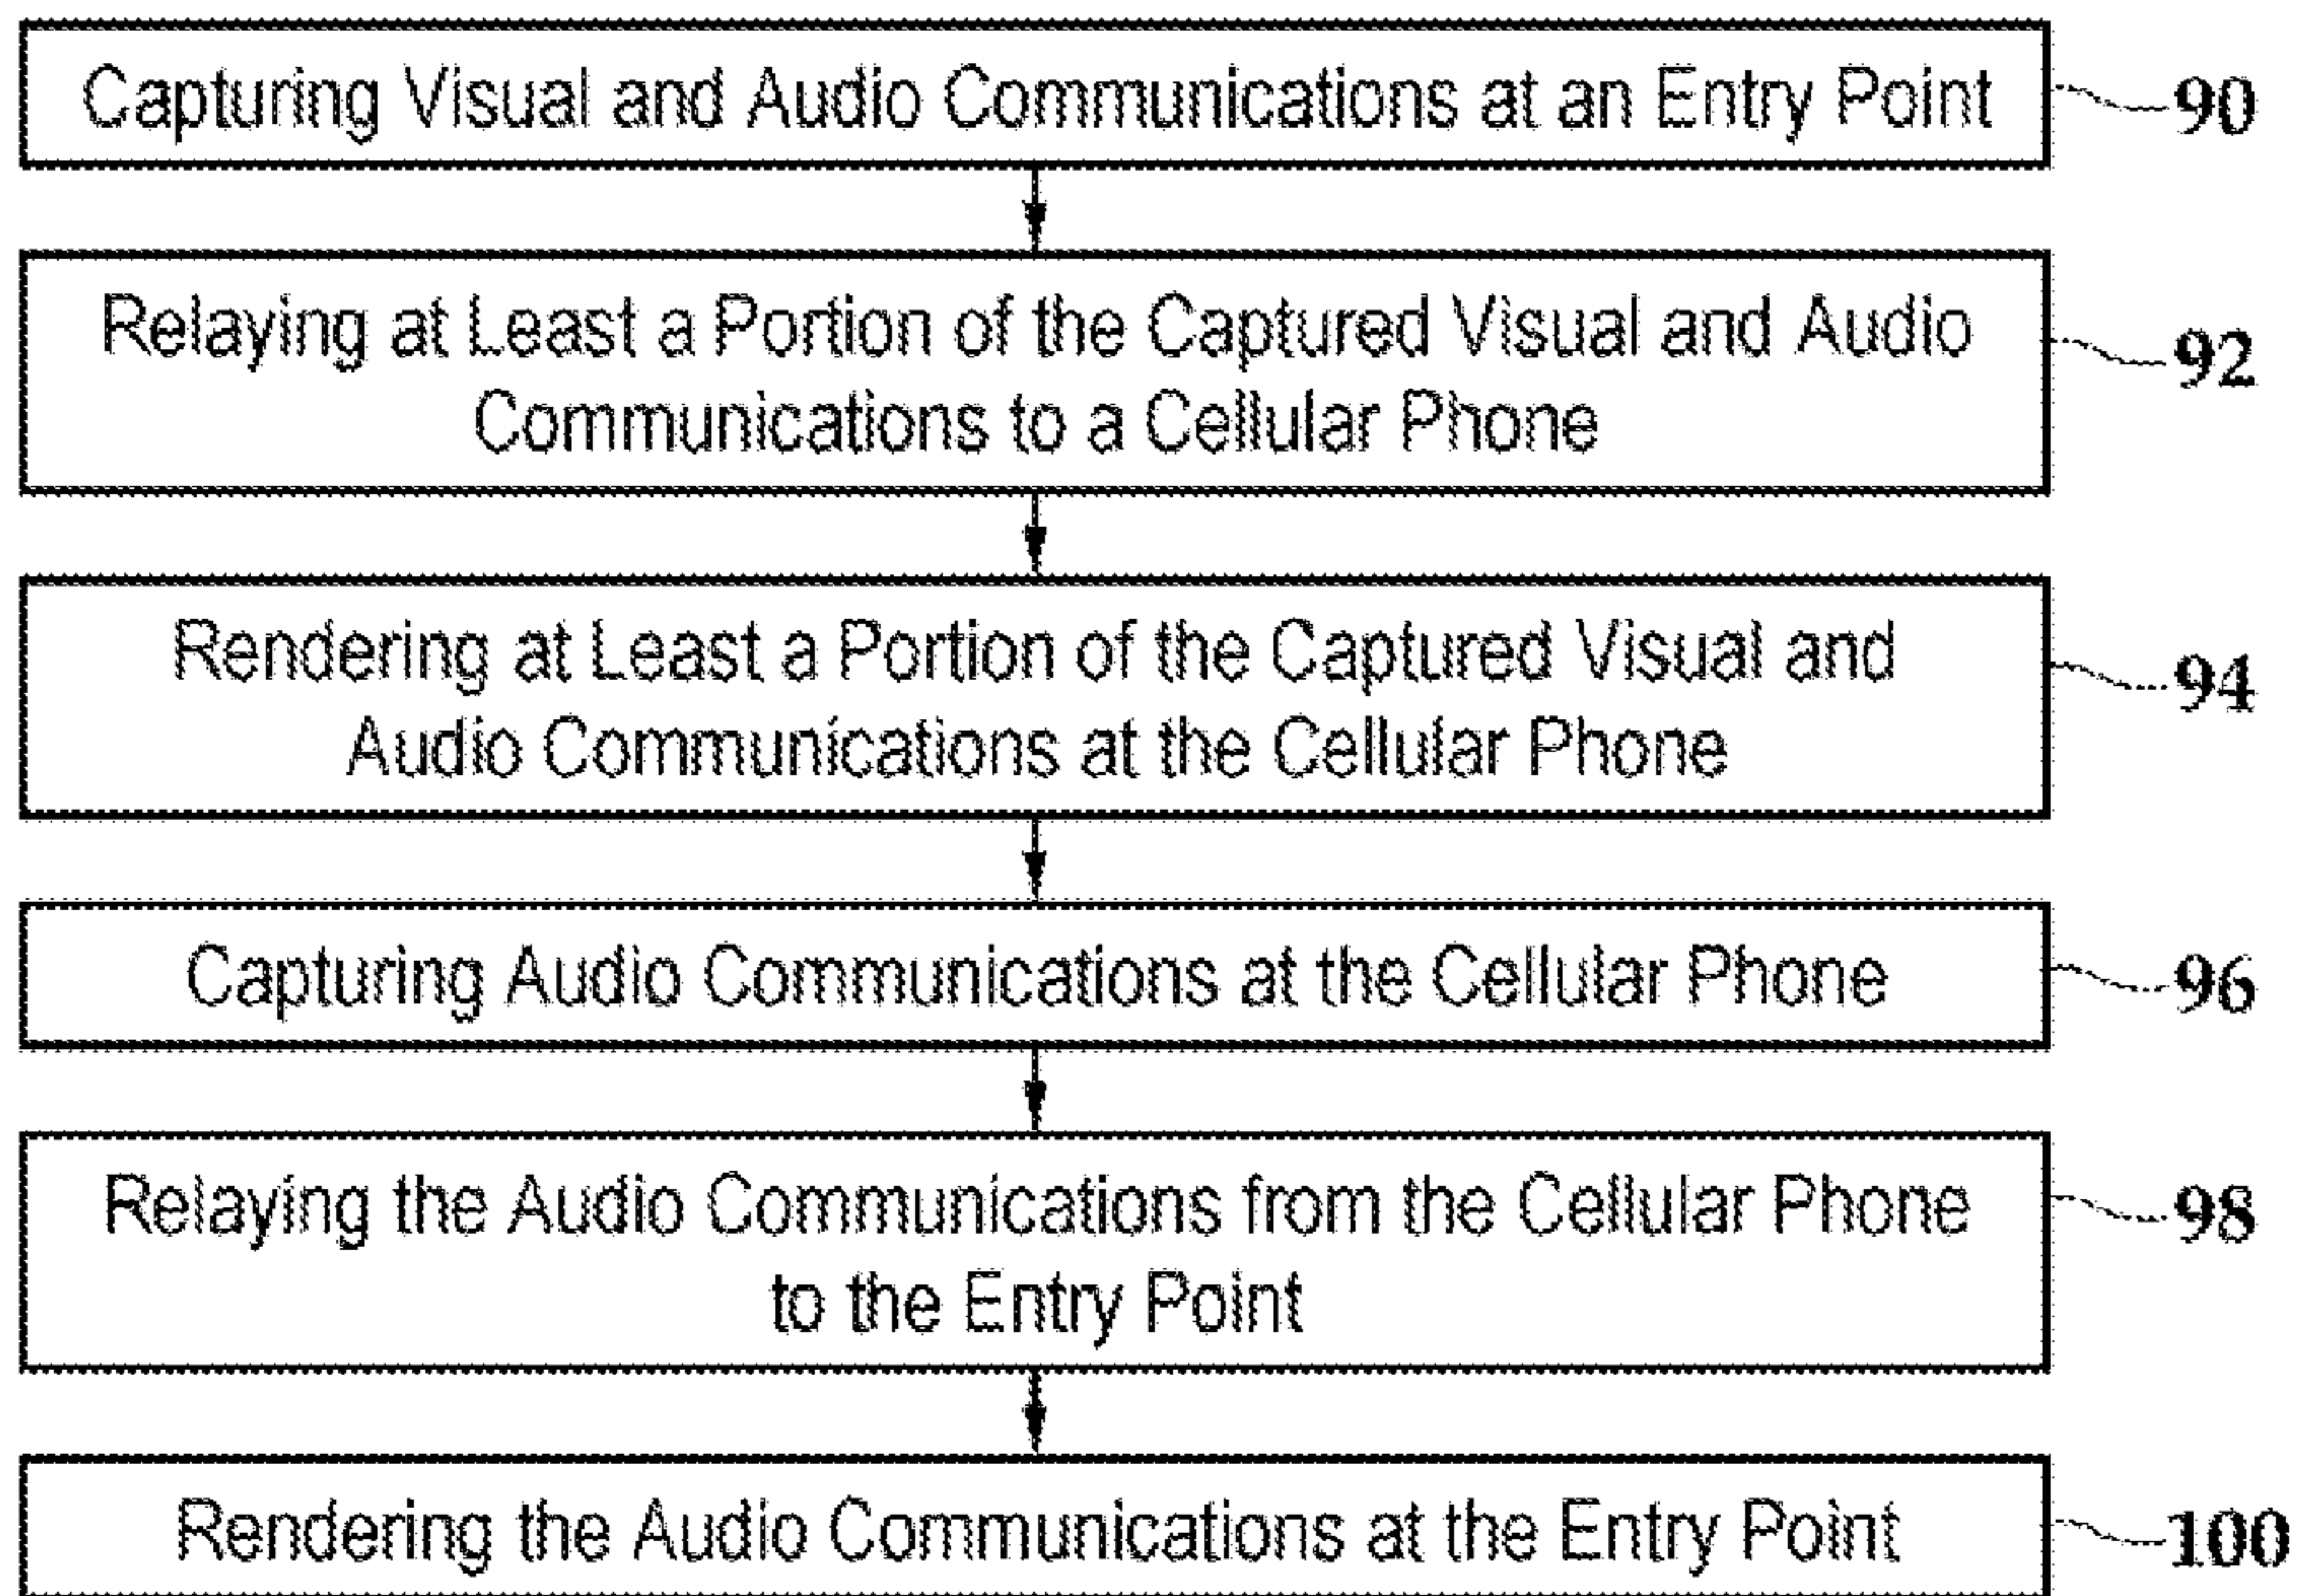 Capturing Visual and Audio Communications at an Entry Point
90
Relaying at Least a Portion of the Captured Visual and Audio
Communications to a Cellular Phone
92
Rendering at Least a Portion of the Captured Visual and
Audio Communications at the Cellular Phone
94
Capturing Audio Communications at the Cellular Phone
96
Relaying the Audio Communications from the Cellular Phone
to the Entry Point
98
Rendering the Audio Communications at the Entry Point
100